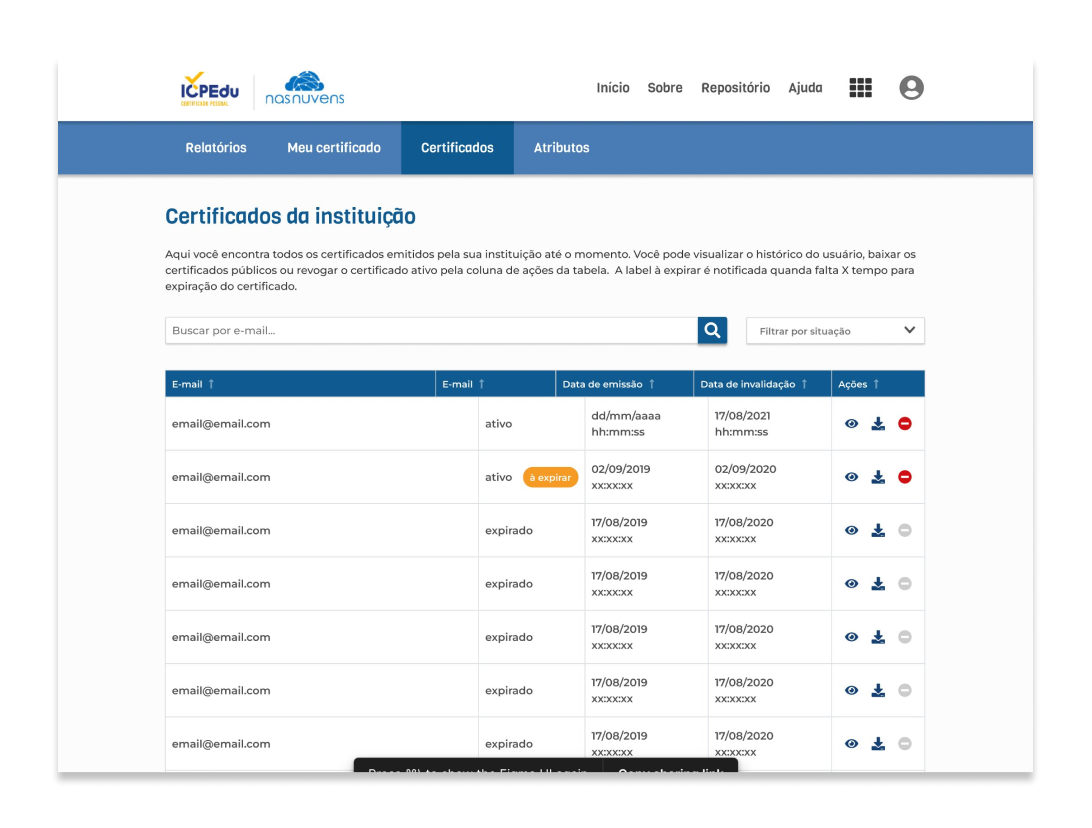 ICPEdu
CERTIFICADO PESSOAL
nasnuvens
Início Sobre Repositório Ajuda
Relatórios Meu certificado Certificados Atributos
Certificados da instituição
Aqui você encontra todos os certificados emitidos pela sua instituição até o momento. Você pode visualizar o histórico do usuário, baixar os
certificados públicos ou revogar o certificado ativo pela coluna de ações da tabela. A label à expirar é notificada quanda falta X tempo para
expiração do certificado.
Buscar por e-mail... Filtrar por situação
E-mail ↑ E-mail ↑ Data de emissão ↑ Data de invalidação ↑ Ações ↑
email@email.com ativo dd/mm/aaaa 17/08/2021
hh:mm:ss hh:mm:ss
email@email.com ativo à expirar 02/09/2019 02/09/2020
xx:xx:xx xx:xx:xx
email@email.com expirado 17/08/2019 17/08/2020
xx:xx:xx xx:xx:xx
email@email.com expirado 17/08/2019 17/08/2020
xx:xx:xx xx:xx:xx
email@email.com expirado 17/08/2019 17/08/2020
xx:xx:xx xx:xx:xx
email@email.com expirado 17/08/2019 17/08/2020
xx:xx:xx xx:xx:xx
email@email.com expirado 17/08/2019 17/08/2020
xx:xx:xx xx:xx:xx
to show the Figma UI again Copy sharing link